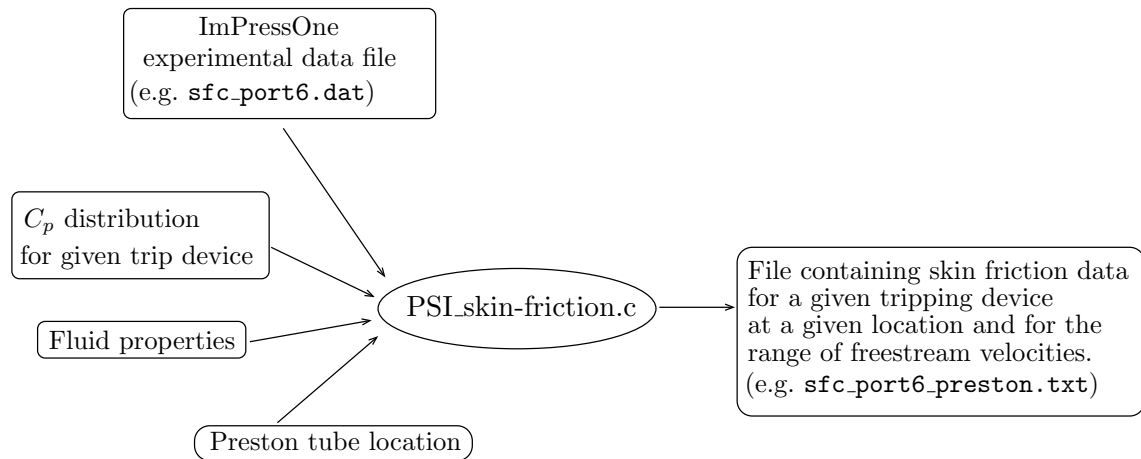 ImPressOne
experimental data file
(e.g. sfc_port6.dat)
C_p distribution
for given trip device
Fluid properties
Preston tube location
PSI_skin-friction.c
File containing skin friction data
for a given tripping device
at a given location and for the
range of freestream velocities.
(e.g. sfc_port6_preston.txt)